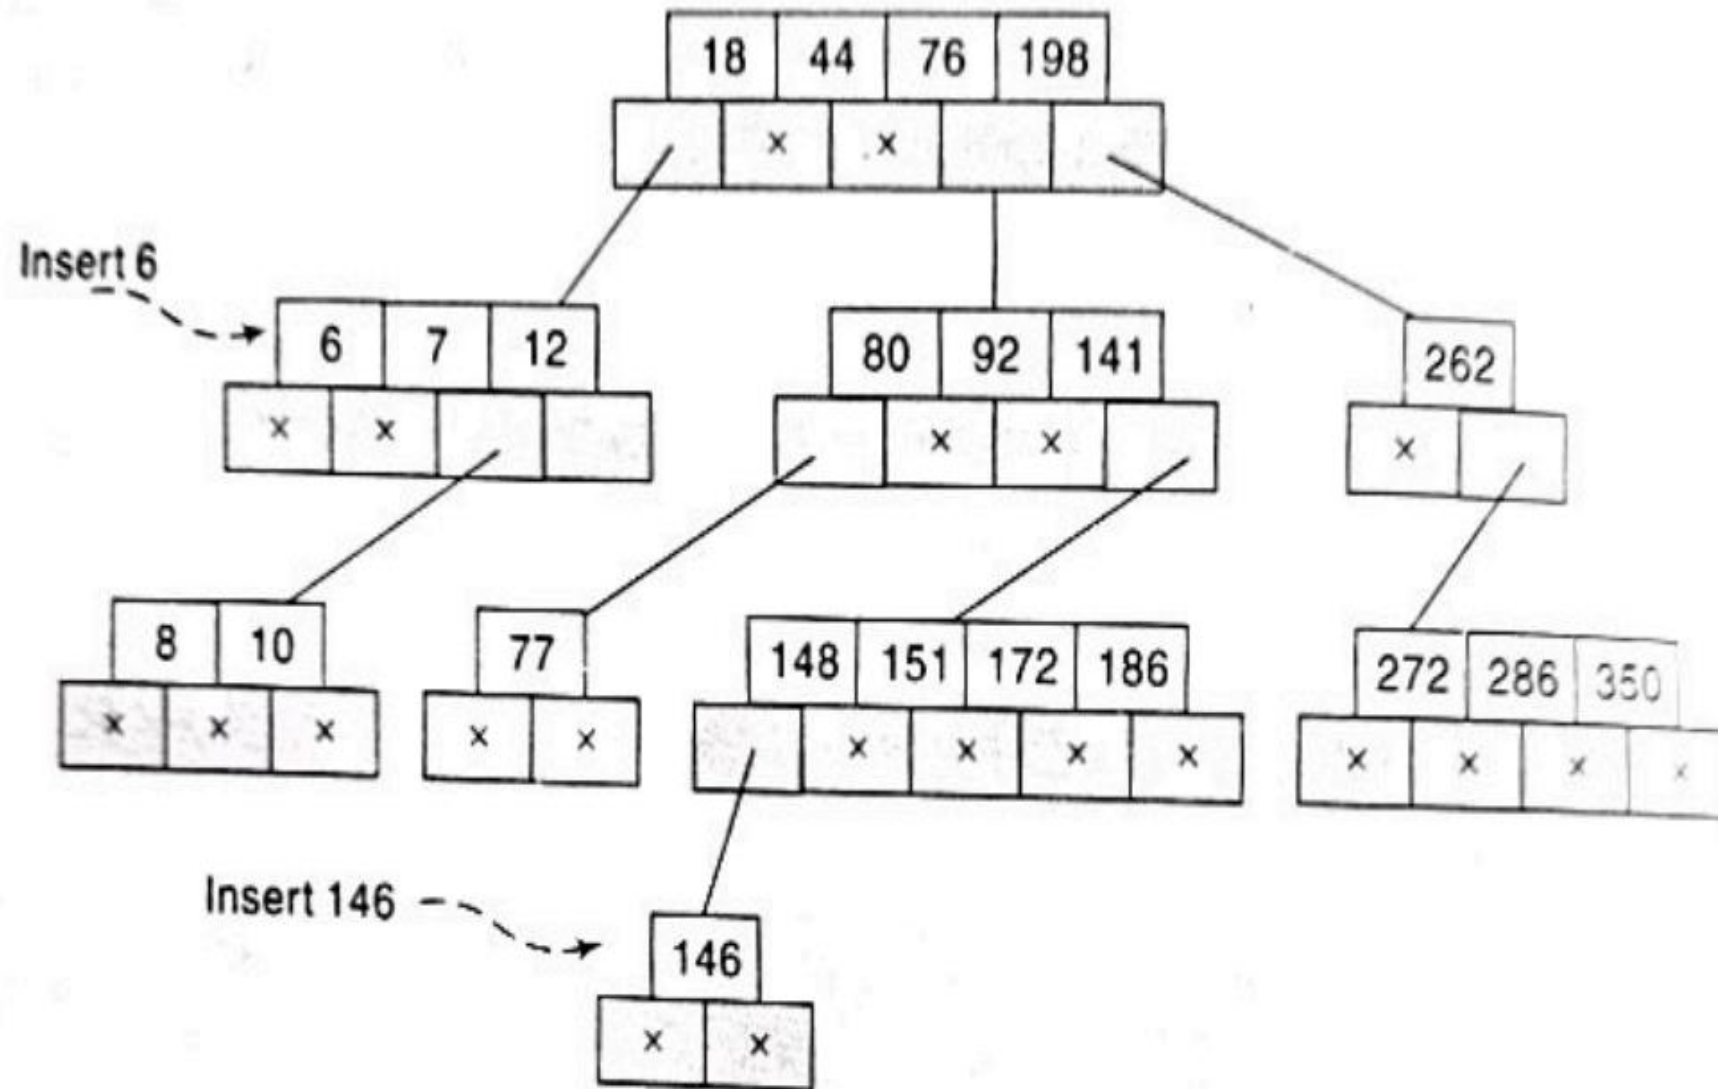 18 44 76 198
× ×
Insert 6
6 7 12
80 92 141
262
× ×
× ×
×
8 10
77
148 151 172 186
272 286 350
× × ×
× ×
× × × ×
× × × ×
Insert 146
146
× ×